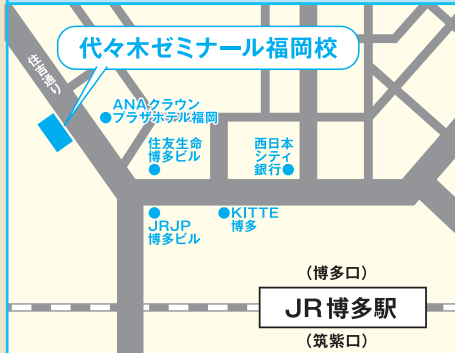 代々木ゼミナール福岡校
住吉通り
ANAクラウン
プラザホテル福岡
住友生命
博多ビル
西日本
シティ
銀行
JRJP
博多ビル
KITTE
博多
(博多口)
JR博多駅
(筑紫口)